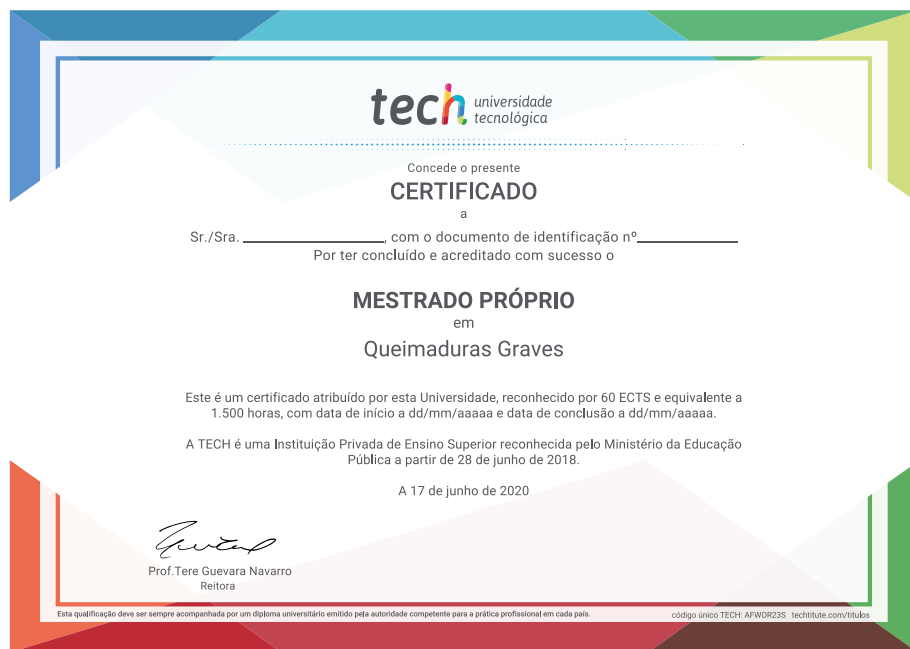 tech universidade
tecnológica
Concede o presente
CERTIFICADO
a
Sr./Sra. ________________, com o documento de identificação nº____________
Por ter concluído e acreditado com sucesso o
MESTRADO PRÓPRIO
em
Queimaduras Graves
Este é um certificado atribuído por esta Universidade, reconhecido por 60 ECTS e equivalente a
1.500 horas, com data de início a dd/mm/aaaaa e data de conclusão a dd/mm/aaaaa.
A TECH é uma Instituição Privada de Ensino Superior reconhecida pelo Ministério da Educação
Pública a partir de 28 de junho de 2018.
A 17 de junho de 2020
Prof.Tere Guevara Navarro
Reitora
Esta qualificação deve ser sempre acompanhada por um diploma universitário emitido pela autoridade competente para a prática profissional em cada país.
código único TECH: AFWOR23S techtitute.com/titulos